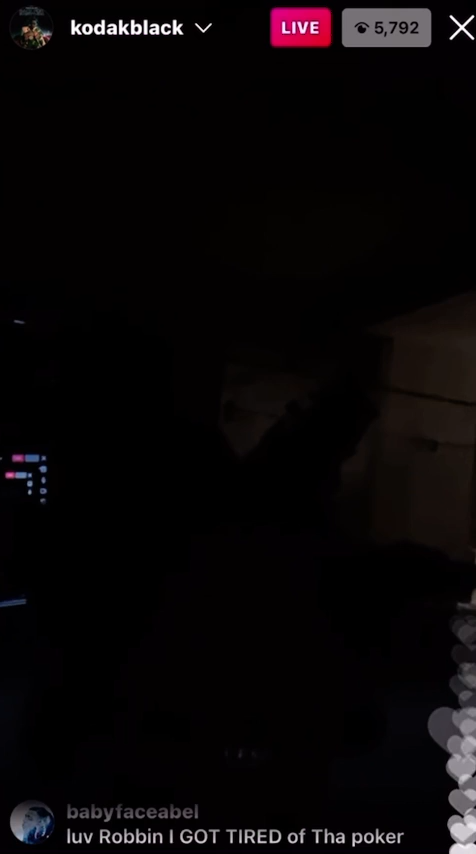 kodakblack
LIVE
5,792
babyfaceabel
luv Robbin I GOT TIRED of Tha poker